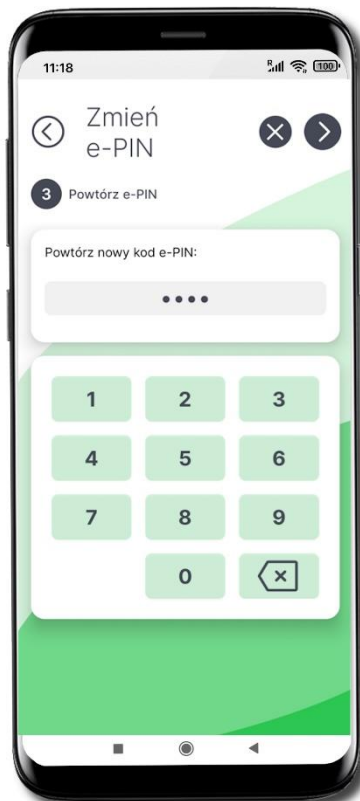 11:18
R
100
Zmień
e-PIN
3 Powtórz e-PIN
Powtórz nowy kod e-PIN:
••••
1 2 3
4 5 6
7 8 9
0